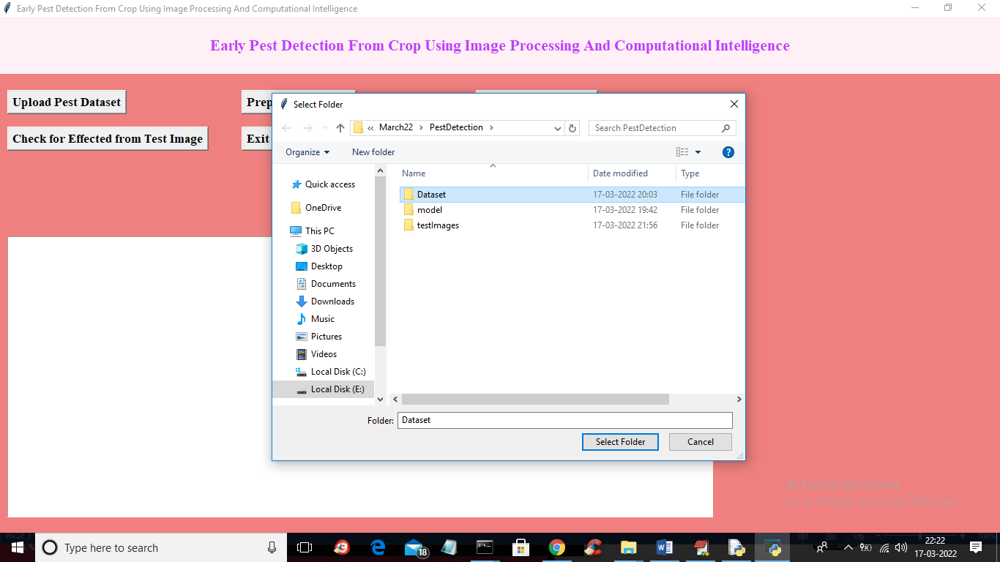 Early Pest Detection From Crop Using Image Processing And Computational Intelligence
Early Pest Detection From Crop Using Image Processing And Computational Intelligence
Upload Pest Dataset
Check for Effected from Test Image
Exit
Select Folder
« March22 › PestDetection ›
Search PestDetection
Organize
New folder
?
Name Date modified Type
Quick access
OneDrive
This PC
3D Objects
Desktop
Documents
Downloads
Music
Pictures
Videos
Local Disk (C:)
Local Disk (E:)
Dataset 17-03-2022 20:03 File folder
model 17-03-2022 19:42 File folder
testImages 17-03-2022 21:56 File folder
Folder: Dataset
Select Folder Cancel
Activate Windows
Go to Settings to activate Windows.
Type here to search
18
100%
22:22
17-03-2022